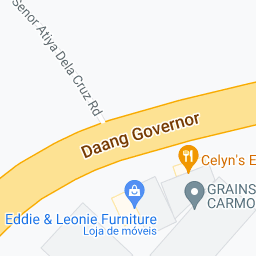 Senor Atiya Dela Cruz Rd
Daang Governor
Celyn's E
GRAINS
CARMO
Eddie & Leonie Furniture
Loja de móveis